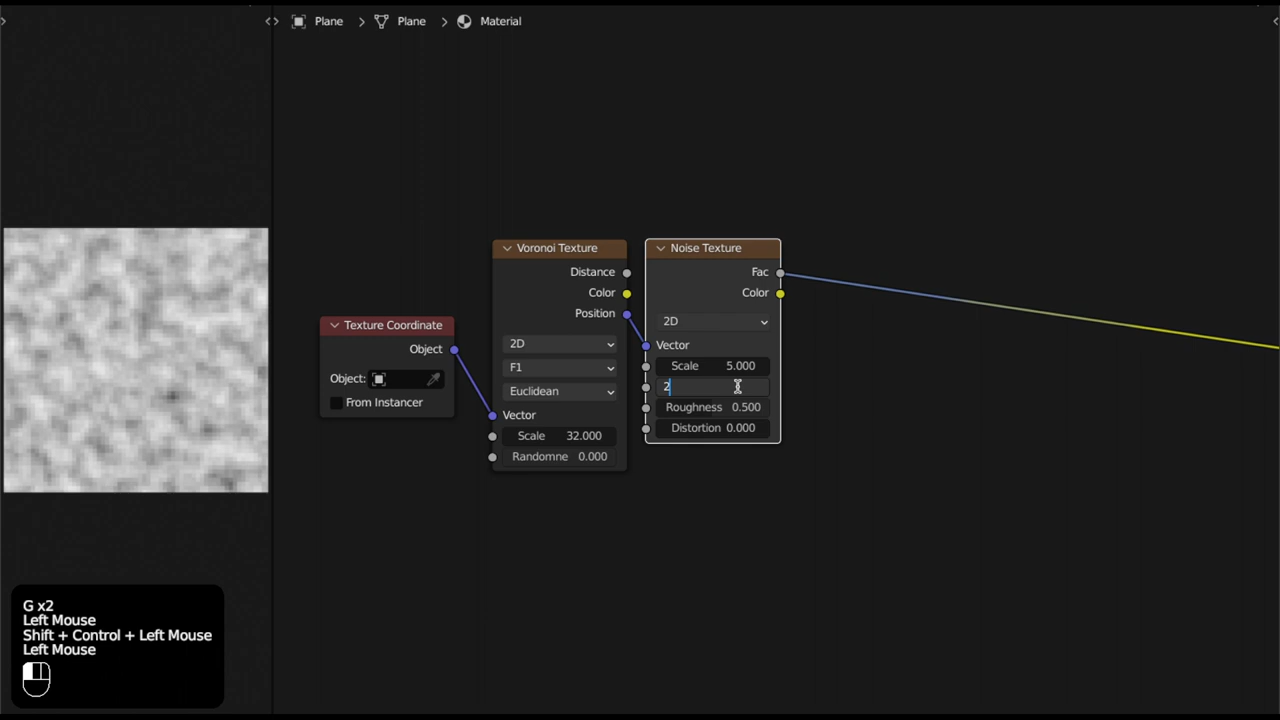 Plane > Plane > Material
Voronoi Texture
Distance
Color
Position
2D
F1
Euclidean
Vector
Scale 32.000
Randomne 0.000
Noise Texture
Fac
Color
2D
Vector
Scale 5.000
2
Roughness 0.500
Distortion 0.000
Texture Coordinate
Object
Object:
From Instancer
G x2
Left Mouse
Shift + Control + Left Mouse
Left Mouse